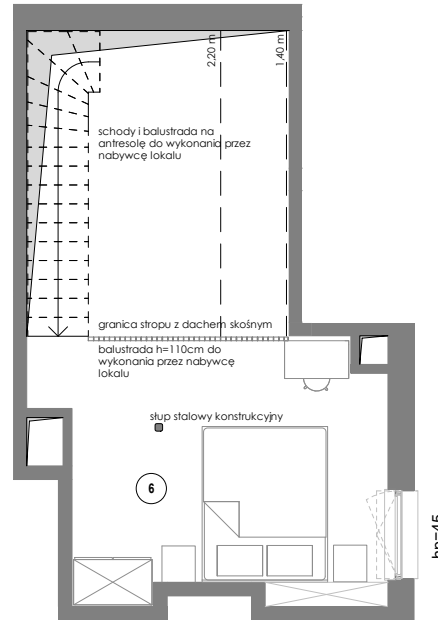 2,20 m
1,40 m
schody i balustrada na
antresolę do wykonania przez
nabywcę lokalu
granica stropu z dachem skośnym
balustrada h=110cm do
wykonania przez nabywcę
lokalu
słup stalowy konstrukcyjny
6
hp=45